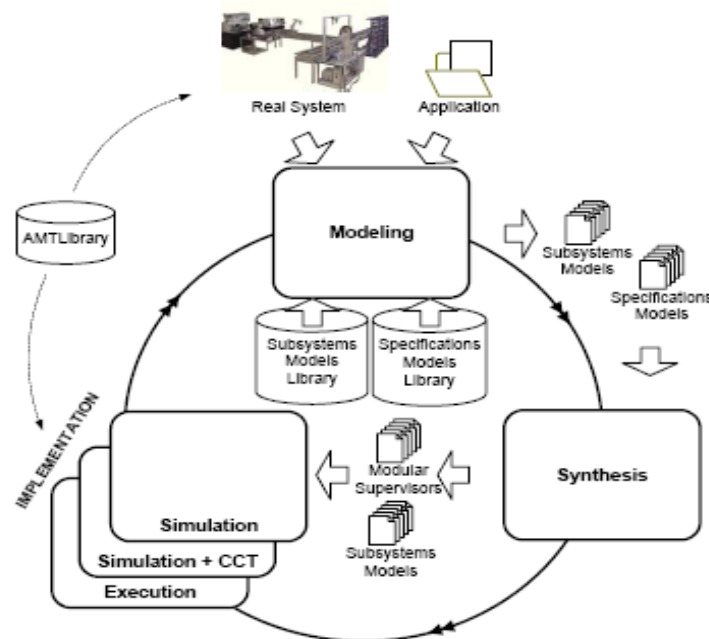 Real System
Application
AMTLibrary
Modeling
Subsystems
Models
Specifications
Models
Subsystems
Models
Library
Specifications
Models
Library
IMPLEMENTATION
Modular
Supervisors
Synthesis
Simulation
Subsystems
Models
Simulation + CCT
Execution